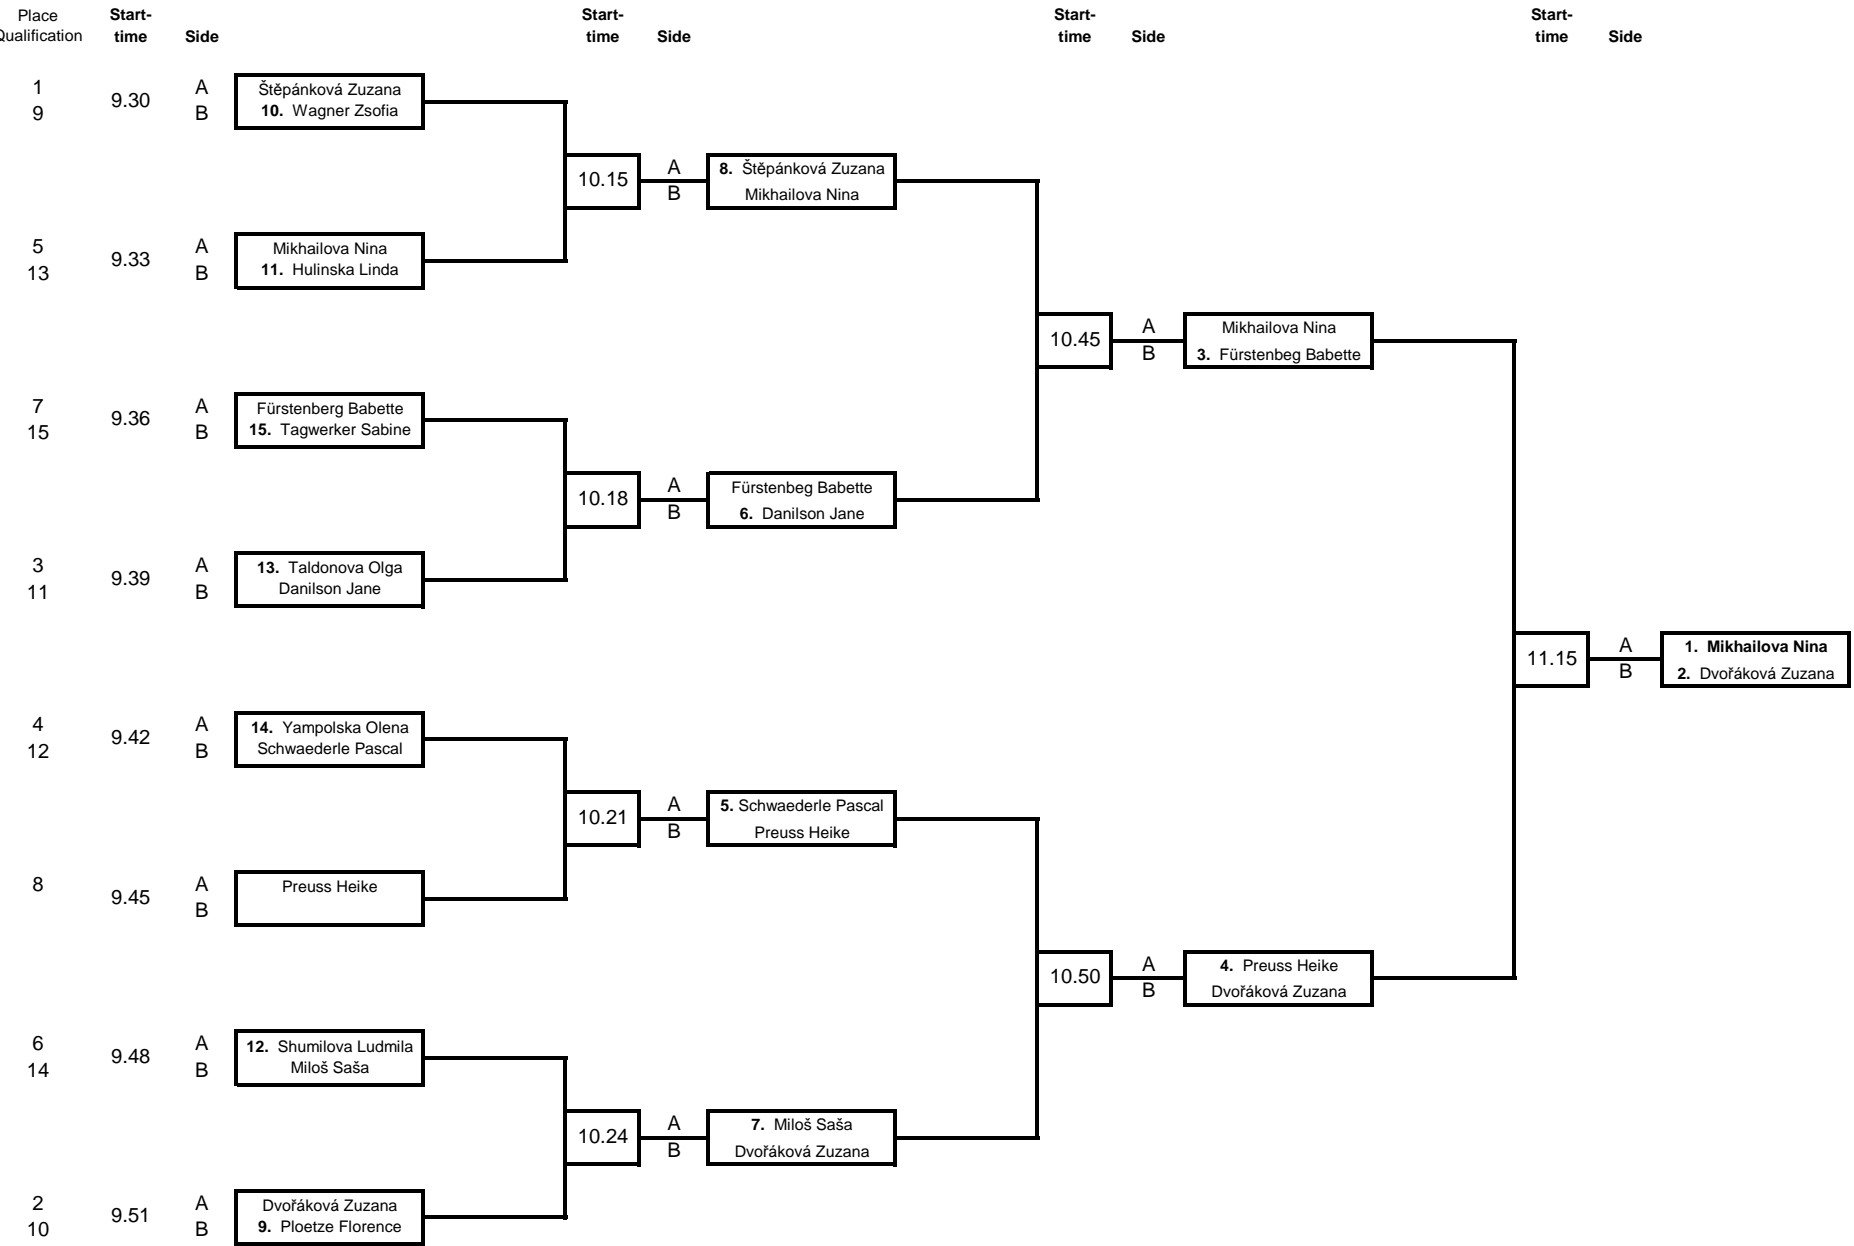 Place Start- Start- Start- Start-
Qualification time Side time Side time Side time Side
1 A Štěpánková Zuzana
9.30
9 B 10. Wagner Zsofia
A 8. Štěpánková Zuzana
10.15
B Mikhailova Nina
5 A Mikhailova Nina
9.33
13 B 11. Hulinska Linda
A Mikhailova Nina
10.45
B 3. Fürstenbeg Babette
7 A Fürstenberg Babette
9.36
15 B 15. Tagwerker Sabine
A Fürstenbeg Babette
10.18
B 6. Danilson Jane
3 A 13. Taldonova Olga
9.39
11 B Danilson Jane
A 1. Mikhailova Nina
11.15
B 2. Dvořáková Zuzana
4 A 14. Yampolska Olena
9.42
12 B Schwaederle Pascal
A 5. Schwaederle Pascal
10.21
B Preuss Heike
8 A Preuss Heike
9.45
B
A 4. Preuss Heike
10.50
B Dvořáková Zuzana
6 A 12. Shumilova Ludmila
9.48
14 B Miloš Saša
A 7. Miloš Saša
10.24
B Dvořáková Zuzana
2 A Dvořáková Zuzana
9.51
10 B 9. Ploetze Florence